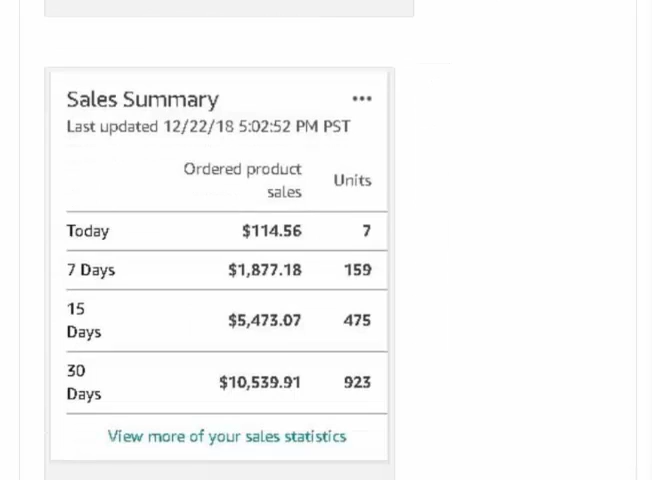 Sales Summary
Last updated 12/22/18 5:02:52 PM PST
Ordered product
sales
Units
Today $114.56 7
7 Days $1,877.18 159
15
Days
$5,473.07 475
30
Days
$10,539.91 923
View more of your sales statistics